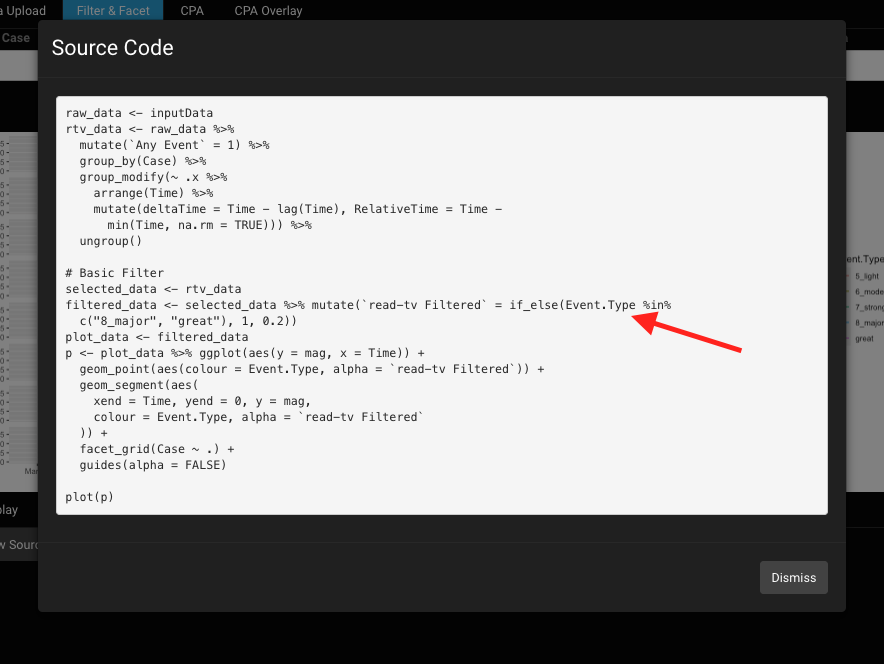 Upload
Filter & Facet
CPA
CPA Overlay
Case
Source Code
raw_data <- inputData
rtv_data <- raw_data %>%
  mutate(`Any Event` = 1) %>%
  group_by(Case) %>%
  group_modify(~ .x %>%
    arrange(Time) %>%
    mutate(deltaTime = Time - lag(Time), RelativeTime = Time -
      min(Time, na.rm = TRUE))) %>%
  ungroup()
# Basic Filter
selected_data <- rtv_data
filtered_data <- selected_data %>% mutate(`read-tv Filtered` = if_else(Event.Type %in%
  c("8_major", "great"), 1, 0.2))
plot_data <- filtered_data
p <- plot_data %>% ggplot(aes(y = mag, x = Time)) +
  geom_point(aes(colour = Event.Type, alpha = `read-tv Filtered`)) +
  geom_segment(aes(
    xend = Time, yend = 0, y = mag,
    colour = Event.Type, alpha = `read-tv Filtered`
  )) +
  facet_grid(Case ~ .) +
  guides(alpha = FALSE)
plot(p)
ent.Type
5_light
6_mode
7_strong
8_major
great
Mar
play
w Sourc
Dismiss